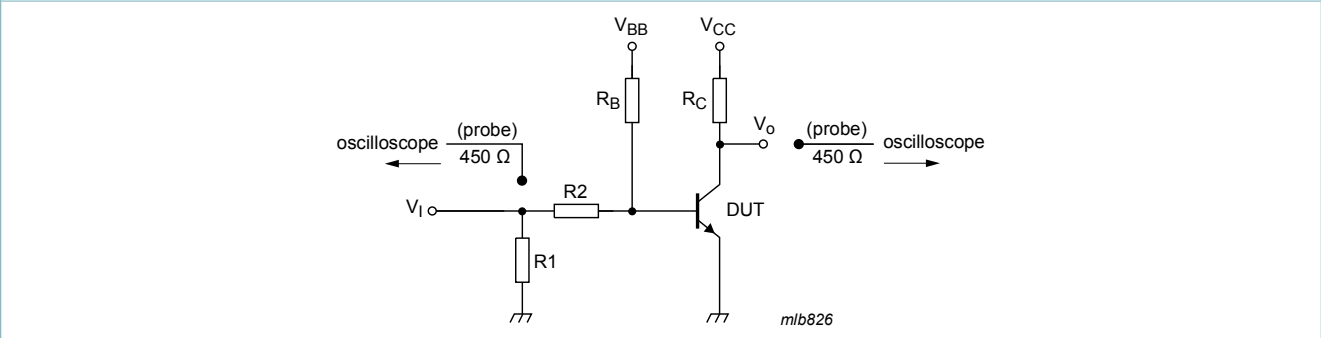 VBB
VCC
RB
RC
Vo
(probe)
450 Ω
oscilloscope
(probe)
450 Ω
oscilloscope
R2
VI
DUT
R1
mlb826